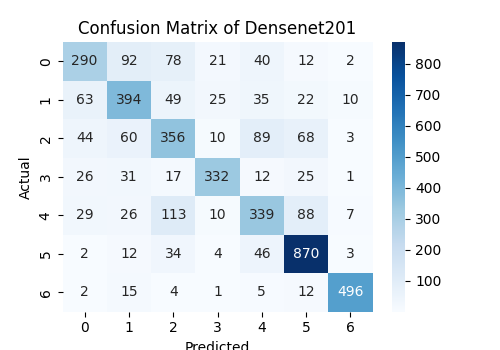 Confusion Matrix of Densenet201
0 290 92 78 21 40 12 2
1 63 394 49 25 35 22 10
2 44 60 356 10 89 68 3
3 26 31 17 332 12 25 1
4 29 26 113 10 339 88 7
5 2 12 34 4 46 870 3
6 2 15 4 1 5 12 496
0 1 2 3 4 5 6
Actual
Predicted
800
700
600
500
400
300
200
100